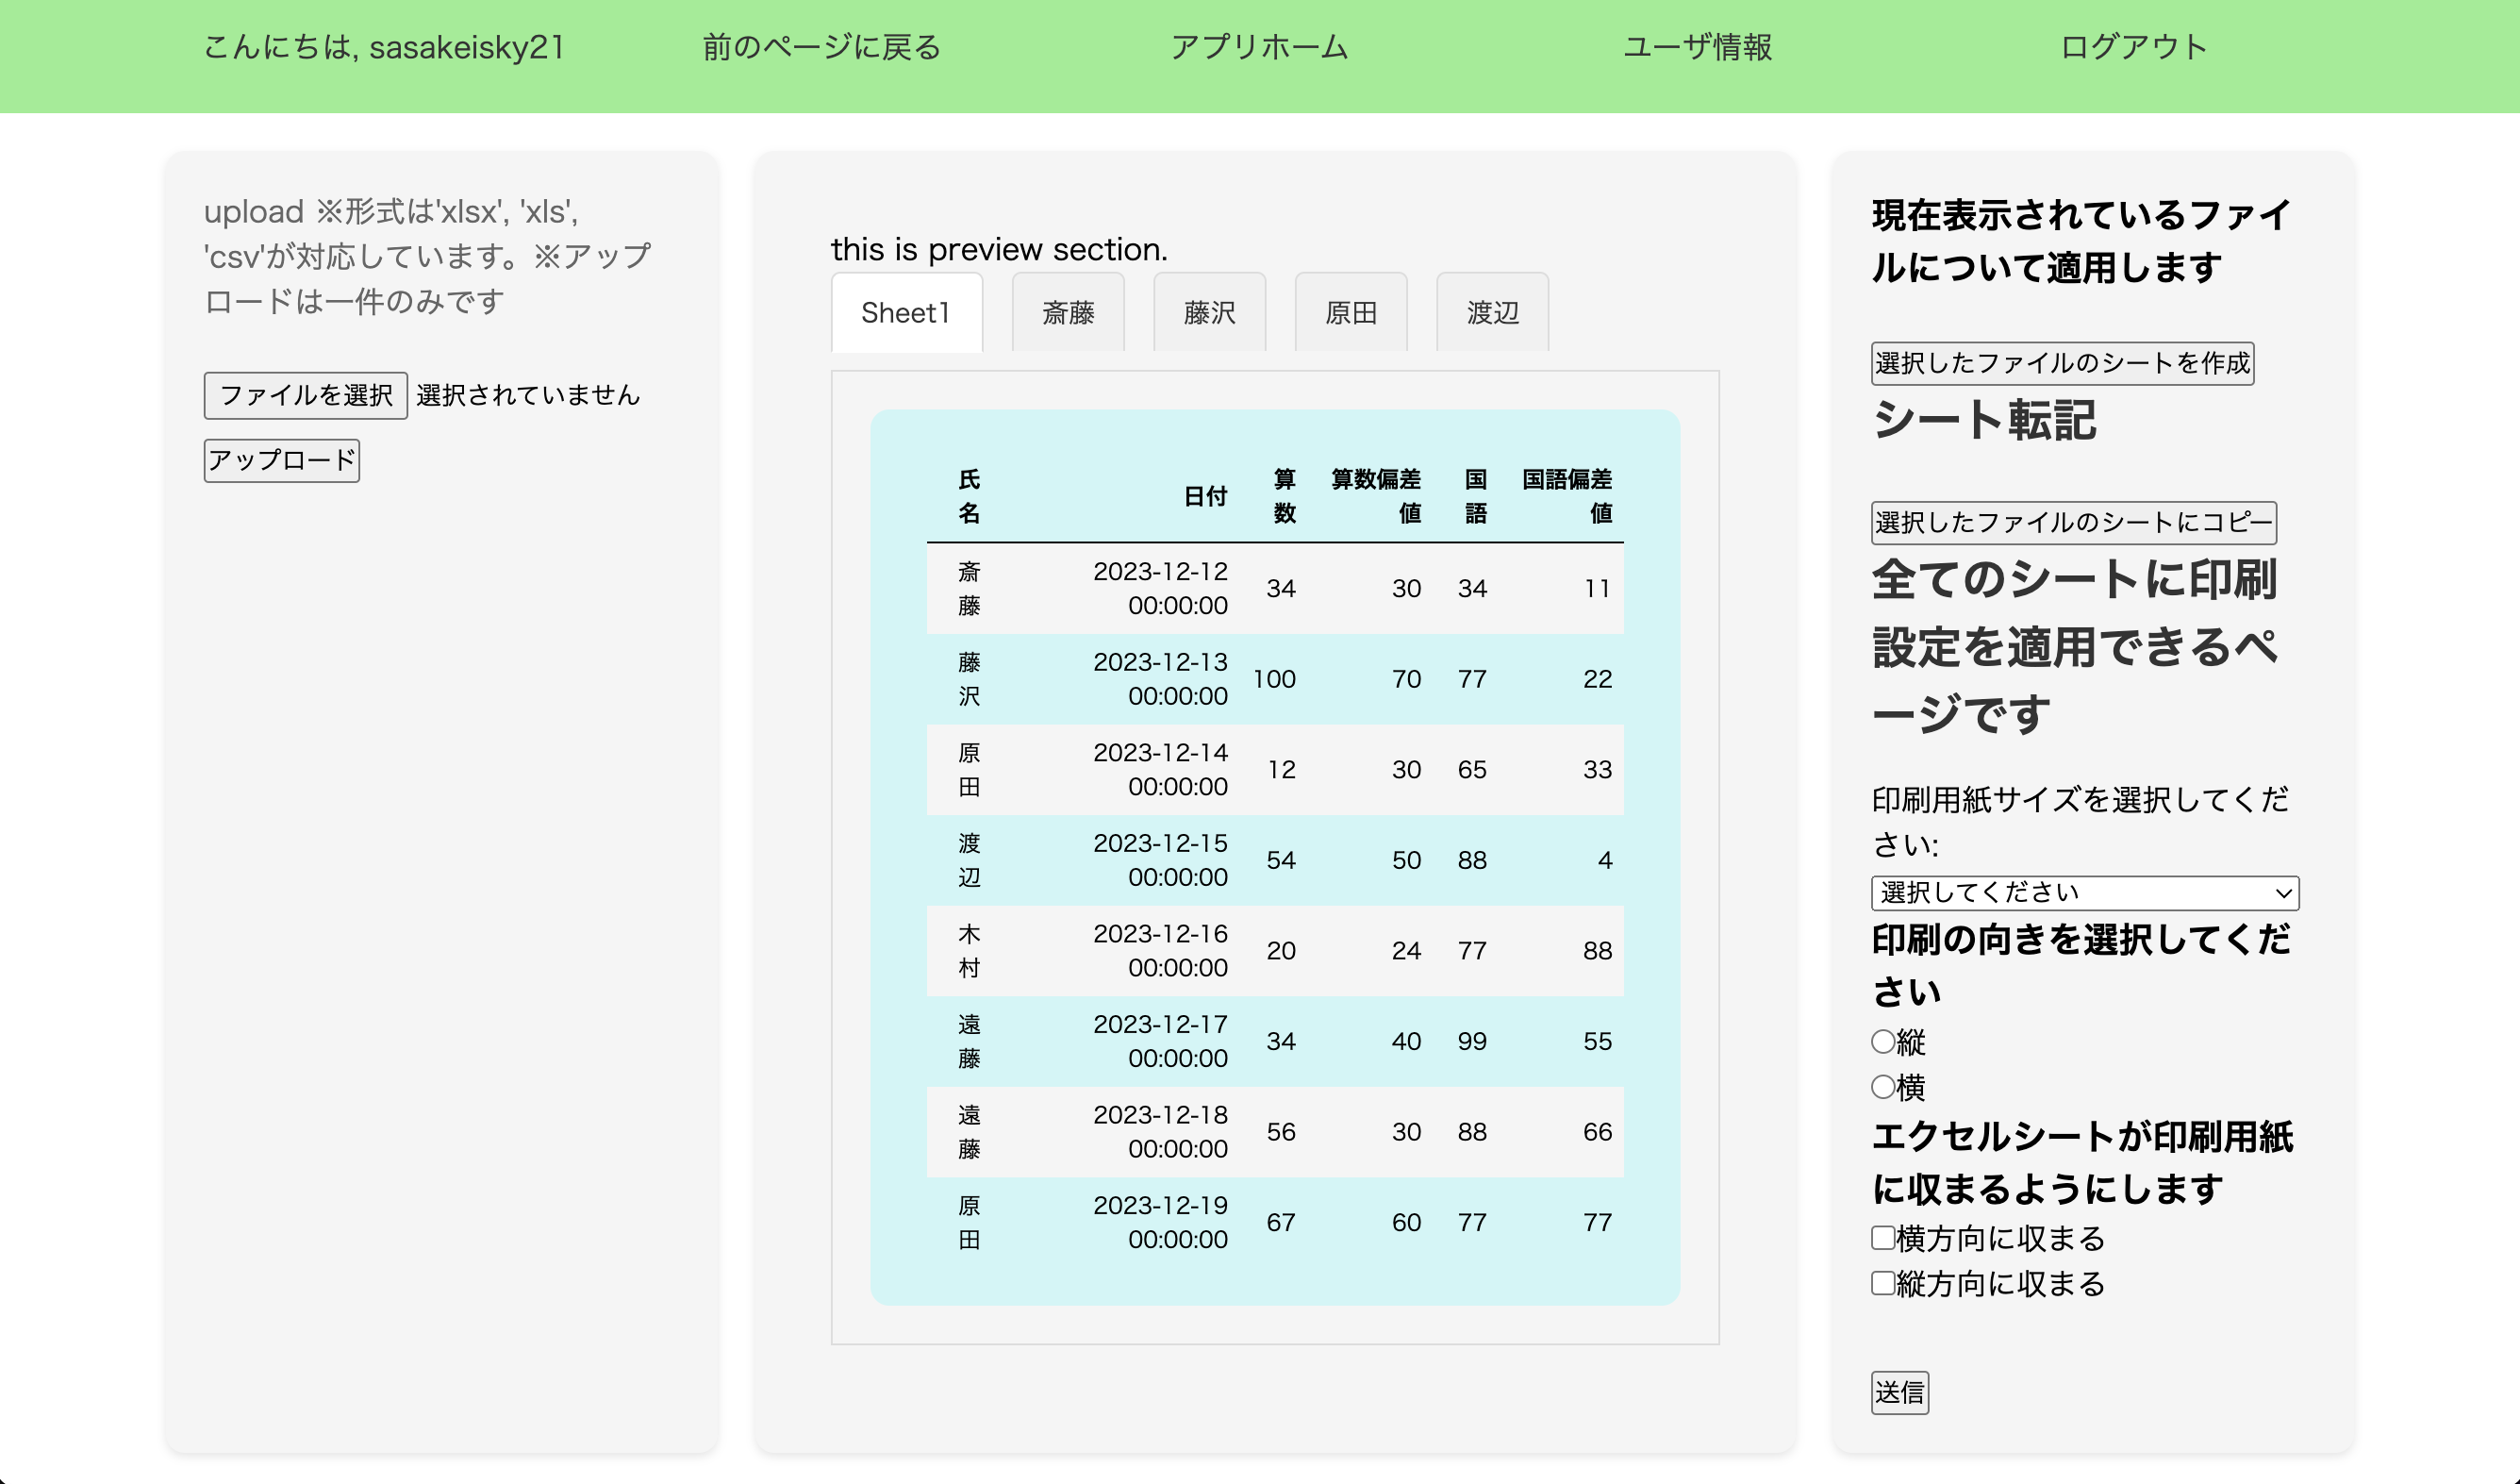 こんにちは, sasakeisky21 前のページに戻る アプリホーム ユーザ情報 ログアウト
upload ※形式は'xlsx', 'xls',
'csv'が対応しています。※アップ
ロードは一件のみです
ファイルを選択 選択されていません
アップロード
this is preview section.
Sheet1 斎藤 藤沢 原田 渡辺
氏名 日付 算数 算数偏差値 国語 国語偏差値
斎藤 2023-12-12 00:00:00 34 30 34 11
藤沢 2023-12-13 00:00:00 100 70 77 22
原田 2023-12-14 00:00:00 12 30 65 33
渡辺 2023-12-15 00:00:00 54 50 88 4
木村 2023-12-16 00:00:00 20 24 77 88
遠藤 2023-12-17 00:00:00 34 40 99 55
遠藤 2023-12-18 00:00:00 56 30 88 66
原田 2023-12-19 00:00:00 67 60 77 77
現在表示されているファイ
ルについて適用します
選択したファイルのシートを作成
シート転記
選択したファイルのシートにコピー
全てのシートに印刷
設定を適用できるペ
ージです
印刷用紙サイズを選択してくだ
さい:
選択してください
印刷の向きを選択してくだ
さい
縦
横
エクセルシートが印刷用紙
に収まるようにします
横方向に収まる
縦方向に収まる
送信